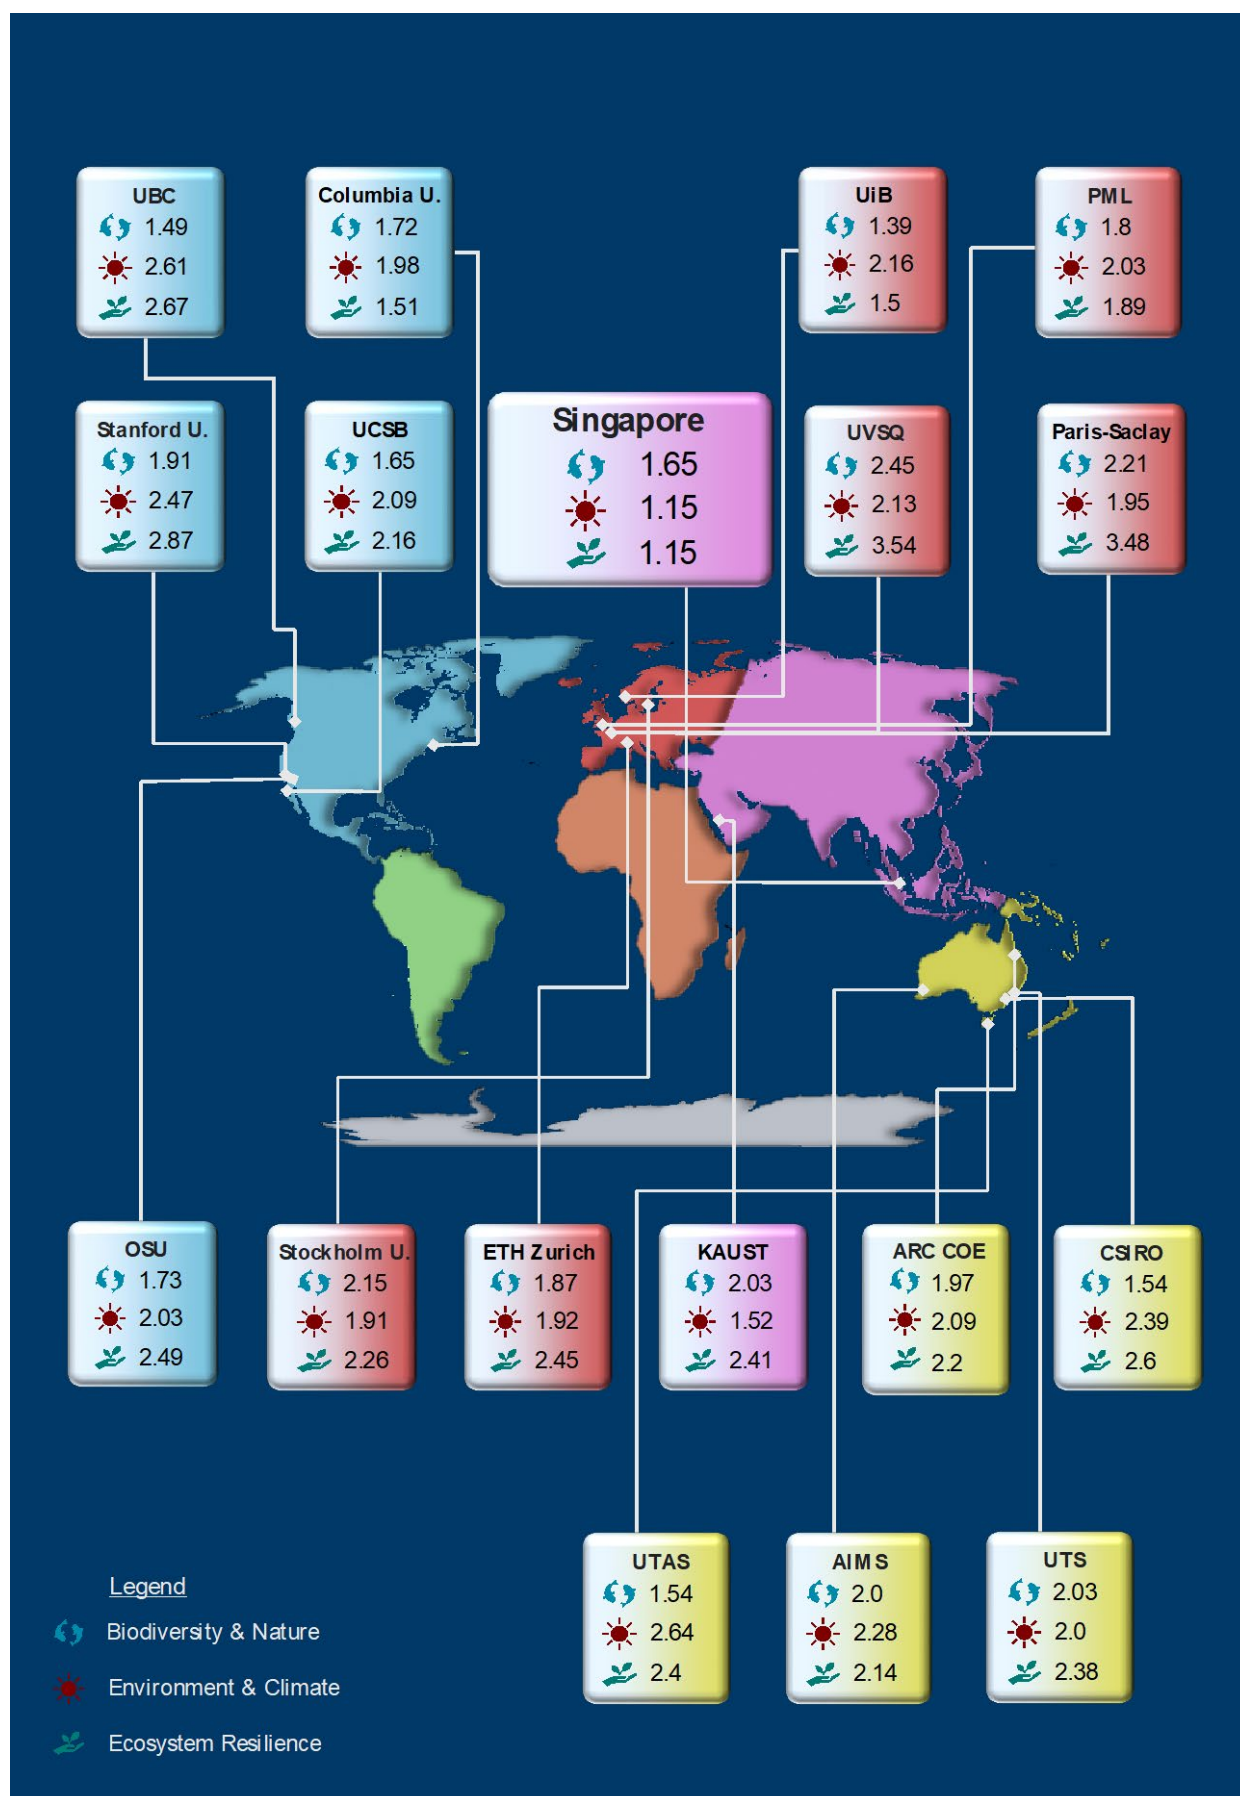 UBC
1.49
2.61
2.67
Columbia U.
1.72
1.98
1.51
UiB
1.39
2.16
1.5
PML
1.8
2.03
1.89
Stanford U.
1.91
2.47
2.87
UCSB
1.65
2.09
2.16
Singapore
1.65
1.15
1.15
UVSQ
2.45
2.13
3.54
Paris-Saclay
2.21
1.95
3.48
OSU
1.73
2.03
2.49
Stockholm U.
2.15
1.91
2.26
ETH Zurich
1.87
1.92
2.45
KAUST
2.03
1.52
2.41
ARC COE
1.97
2.09
2.2
CSIRO
1.54
2.39
2.6
UTAS
1.54
2.64
2.4
AIMS
2.0
2.28
2.14
UTS
2.03
2.0
2.38
Legend
Biodiversity & Nature
Environment & Climate
Ecosystem Resilience